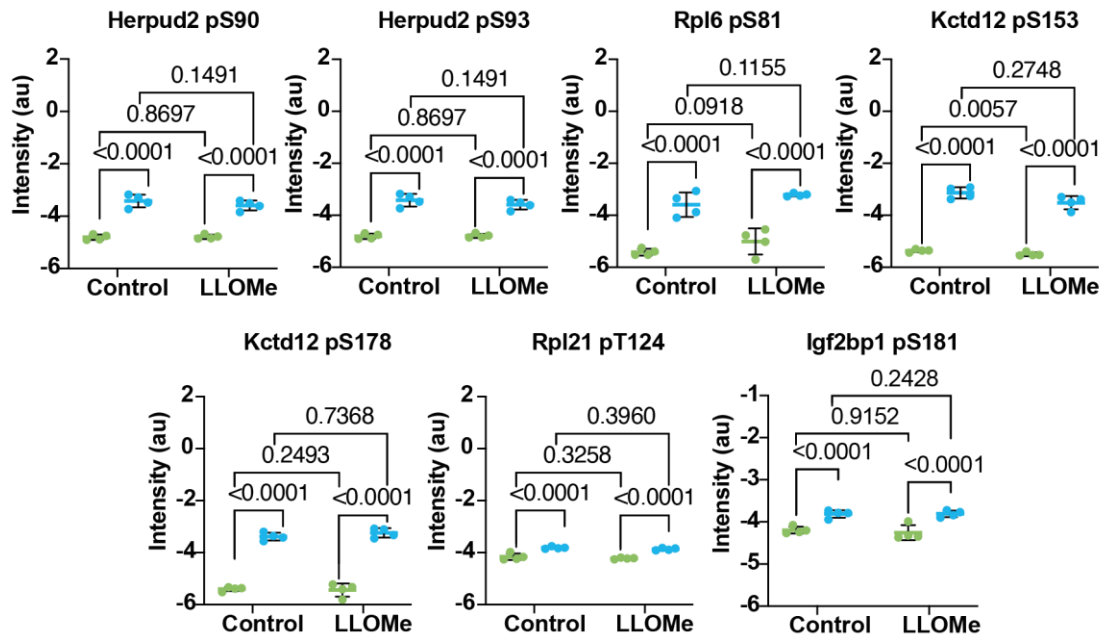 Herpud2 pS90
Intensity (au)
2
0
-2
-4
-6
0.1491
0.8697
<0.0001
<0.0001
Control
LLOMe
Herpud2 pS93
Intensity (au)
2
0
-2
-4
-6
0.1491
0.8697
<0.0001
<0.0001
Control
LLOMe
Rpl6 pS81
Intensity (au)
2
0
-2
-4
-6
0.1155
0.0918
<0.0001
<0.0001
Control
LLOMe
Kctd12 pS153
Intensity (au)
2
0
-2
-4
-6
0.2748
0.0057
<0.0001
<0.0001
Control
LLOMe
Kctd12 pS178
Intensity (au)
2
0
-2
-4
-6
0.7368
0.2493
<0.0001
<0.0001
Control
LLOMe
Rpl21 pT124
Intensity (au)
2
0
-2
-4
-6
0.3960
0.3258
<0.0001
<0.0001
Control
LLOMe
Igf2bp1 pS181
Intensity (au)
-1
-2
-3
-4
-5
-6
0.2428
0.9152
<0.0001
<0.0001
Control
LLOMe